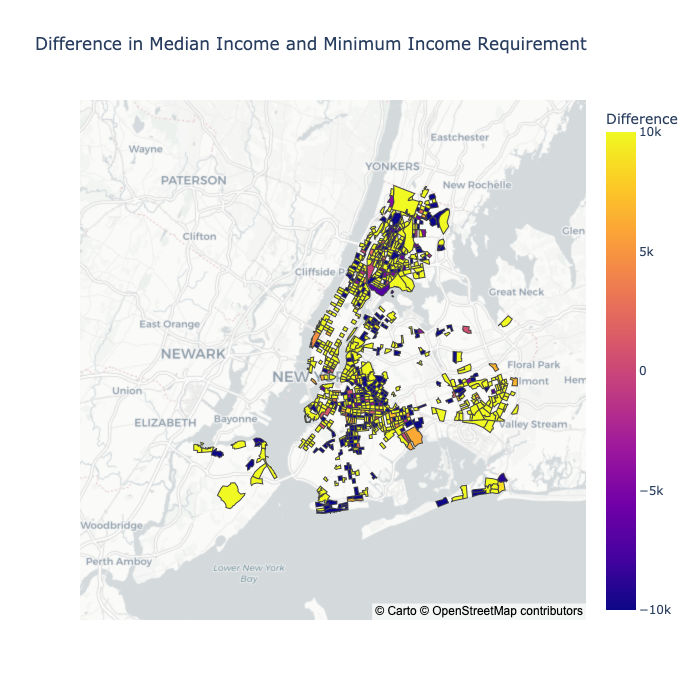 Difference in Median Income and Minimum Income Requirement
Difference
10k
5k
0
−5k
−10k
Eastchester
Wayne
YONKERS
PATERSON
New Rochelle
Clifton
Glen
Cliffside
Great Neck
East Orange
NEWARK
Floral Park
NEW
lmont
Hem
Union
Bayonne
ELIZABETH
Valley Stream
Woodbridge
Perth Amboy
Lower New York
Bay
© Carto © OpenStreetMap contributors